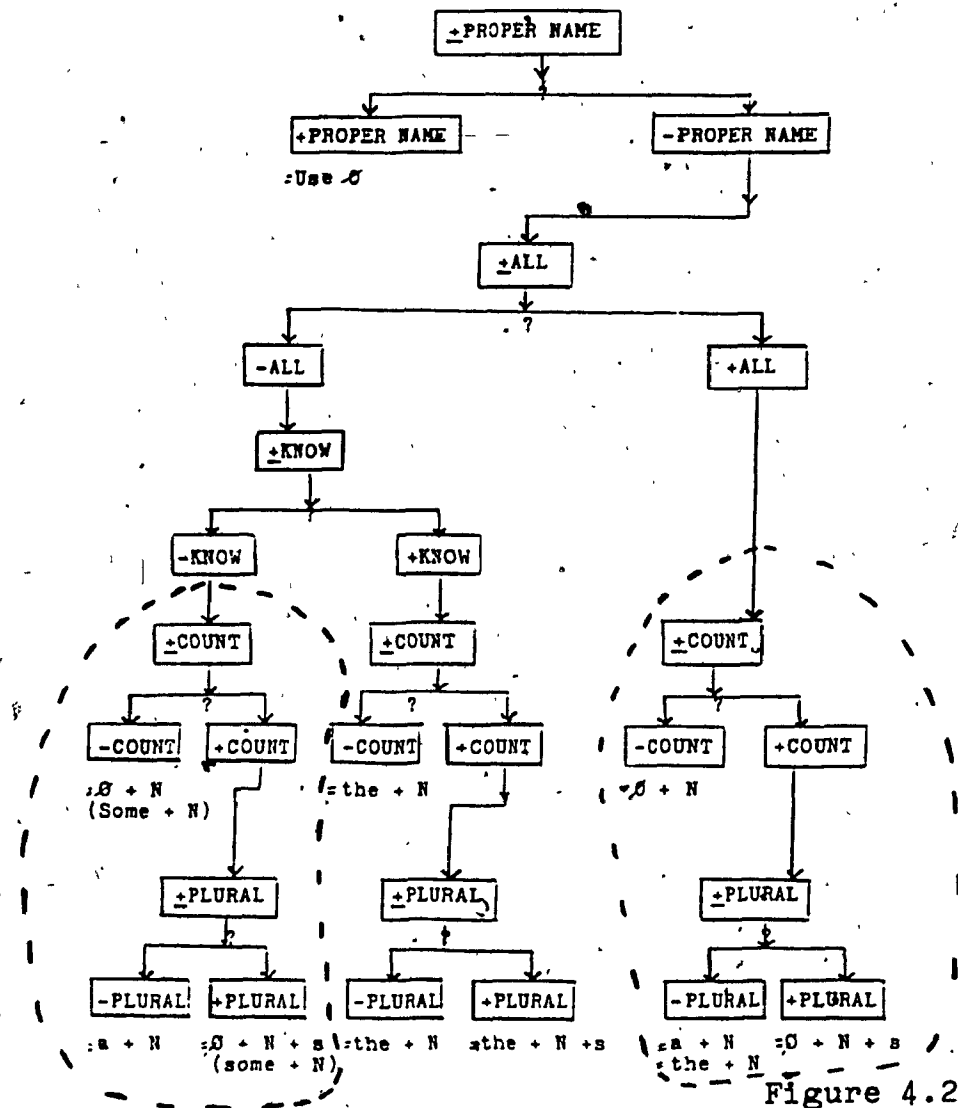 ±PROPER NAME
?
+PROPER NAME -PROPER NAME
=Use Ø
±ALL
?
-ALL +ALL
±KNOW
-KNOW +KNOW
±COUNT ±COUNT ±COUNT
? ? ?
-COUNT +COUNT -COUNT +COUNT -COUNT +COUNT
=Ø + N =the + N =Ø + N
(Some + N)
±PLURAL ±PLURAL ±PLURAL
? ? ?
-PLURAL +PLURAL -PLURAL +PLURAL -PLURAL +PLURAL
=a + N =Ø + N + s =the + N =the + N +s =a + N =Ø + N + s
(some + N) =the + N
Figure 4.2